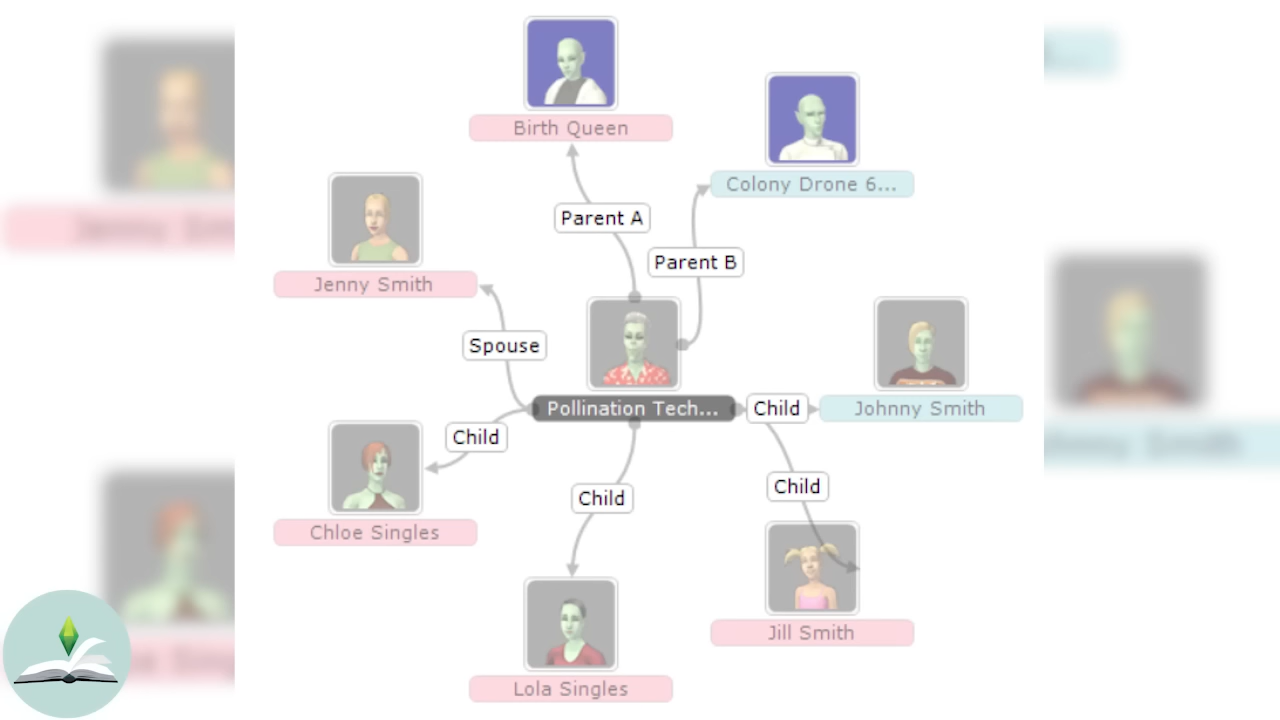 Birth Queen
Colony Drone 6...
Parent A
Parent B
Jenny Smith
Spouse
Pollination Tech...
Child
Johnny Smith
Child
Child
Child
Chloe Singles
Jill Smith
Lola Singles